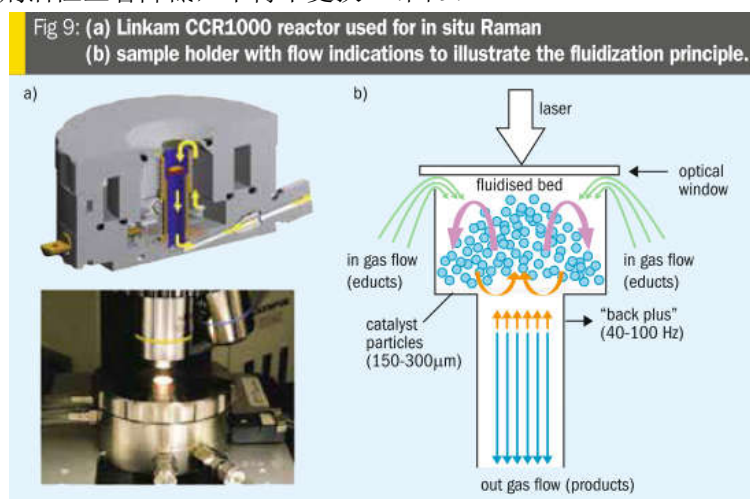 Fig 9: (a) Linkam CCR1000 reactor used for in situ Raman
(b) sample holder with flow indications to illustrate the fluidization principle.
a)
b)
laser
fluidised bed
optical
window
in gas flow
(educts)
in gas flow
(educts)
catalyst
particles
(150-300μm)
"back plus"
(40-100 Hz)
out gas flow (products)